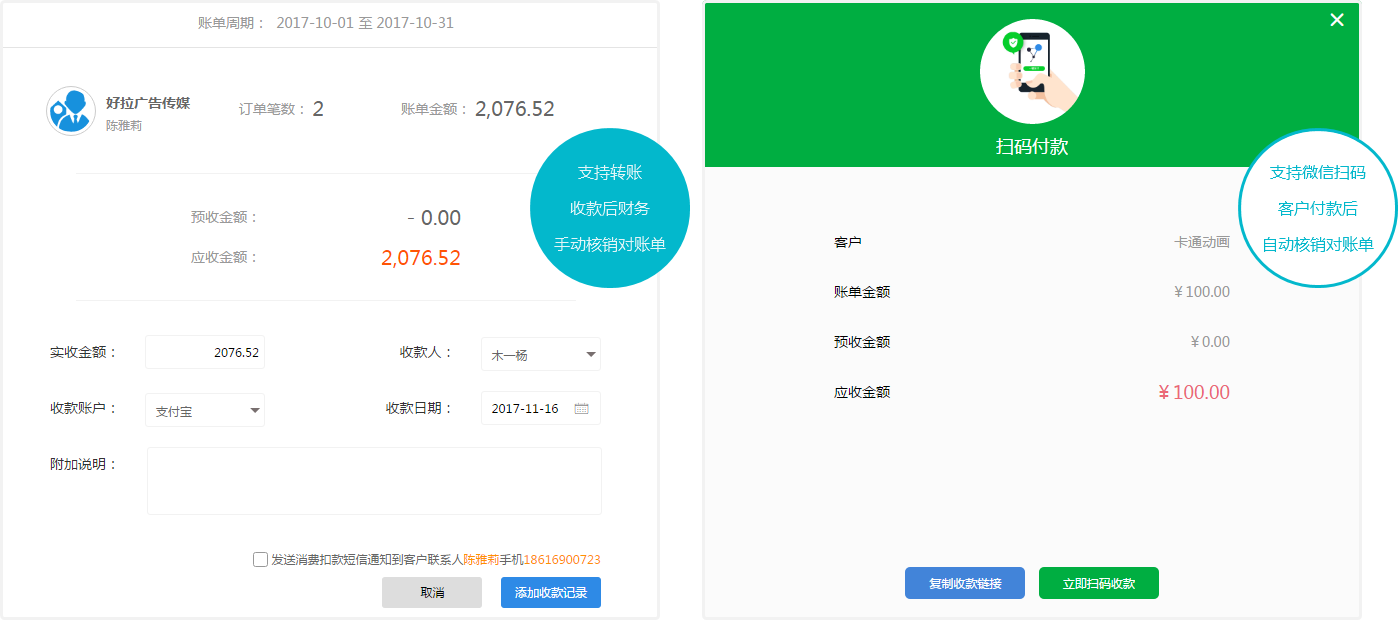 账单周期： 2017-10-01 至 2017-10-31
好拉广告传媒
陈雅莉
订单笔数： 2
账单金额： 2,076.52
支持转账
收款后财务
手动核销对账单
预收金额： - 0.00
应收金额： 2,076.52
实收金额： 2076.52
收款人： 木一杨
收款账户： 支付宝
收款日期： 2017-11-16
附加说明：
发送消费扣款短信通知到客户联系人陈雅莉手机18616900723
取消
添加收款记录
扫码付款
支持微信扫码
客户付款后
自动核销对账单
客户 卡通动画
账单金额 ¥100.00
预收金额 ¥0.00
应收金额 ¥100.00
复制收款链接
立即扫码收款